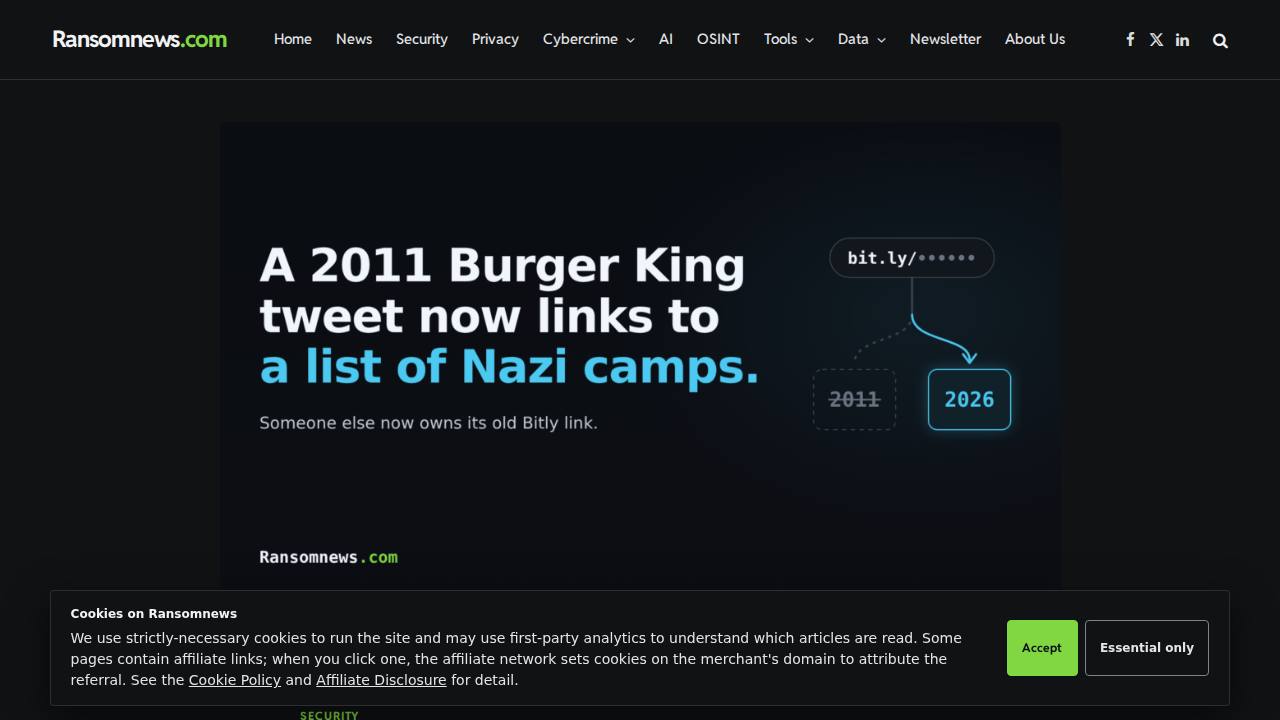 Ransomnews.com
Home News Security Privacy Cybercrime AI OSINT Tools Data Newsletter About Us
A 2011 Burger King
tweet now links to
a list of Nazi camps.
Someone else now owns its old Bitly link.
bit.ly/••••••
2011
2026
Ransomnews.com
Cookies on Ransomnews
We use strictly-necessary cookies to run the site and may use first-party analytics to understand which articles are read. Some
pages contain affiliate links; when you click one, the affiliate network sets cookies on the merchant's domain to attribute the
referral. See the Cookie Policy and Affiliate Disclosure for detail.
Accept
Essential only
SECURITY